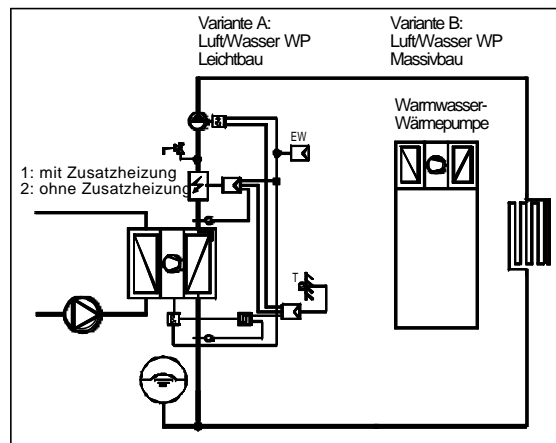 Variante A:
Luft/Wasser WP
Leichtbau
Variante B:
Luft/Wasser WP
Massivbau
Warmwasser-
Wärmepumpe
EW
1: mit Zusatzheizung
2: ohne Zusatzheizung
T